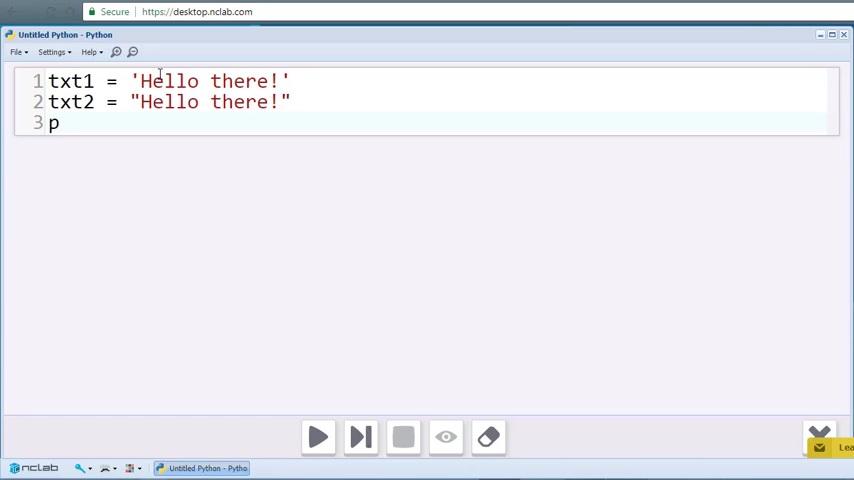 Secure https://desktop.nclab.com
Untitled Python - Python
File Settings Help
1 txt1 = 'Hello there!'
2 txt2 = "Hello there!"
3 p
Lea
nclab Untitled Python - Pytho